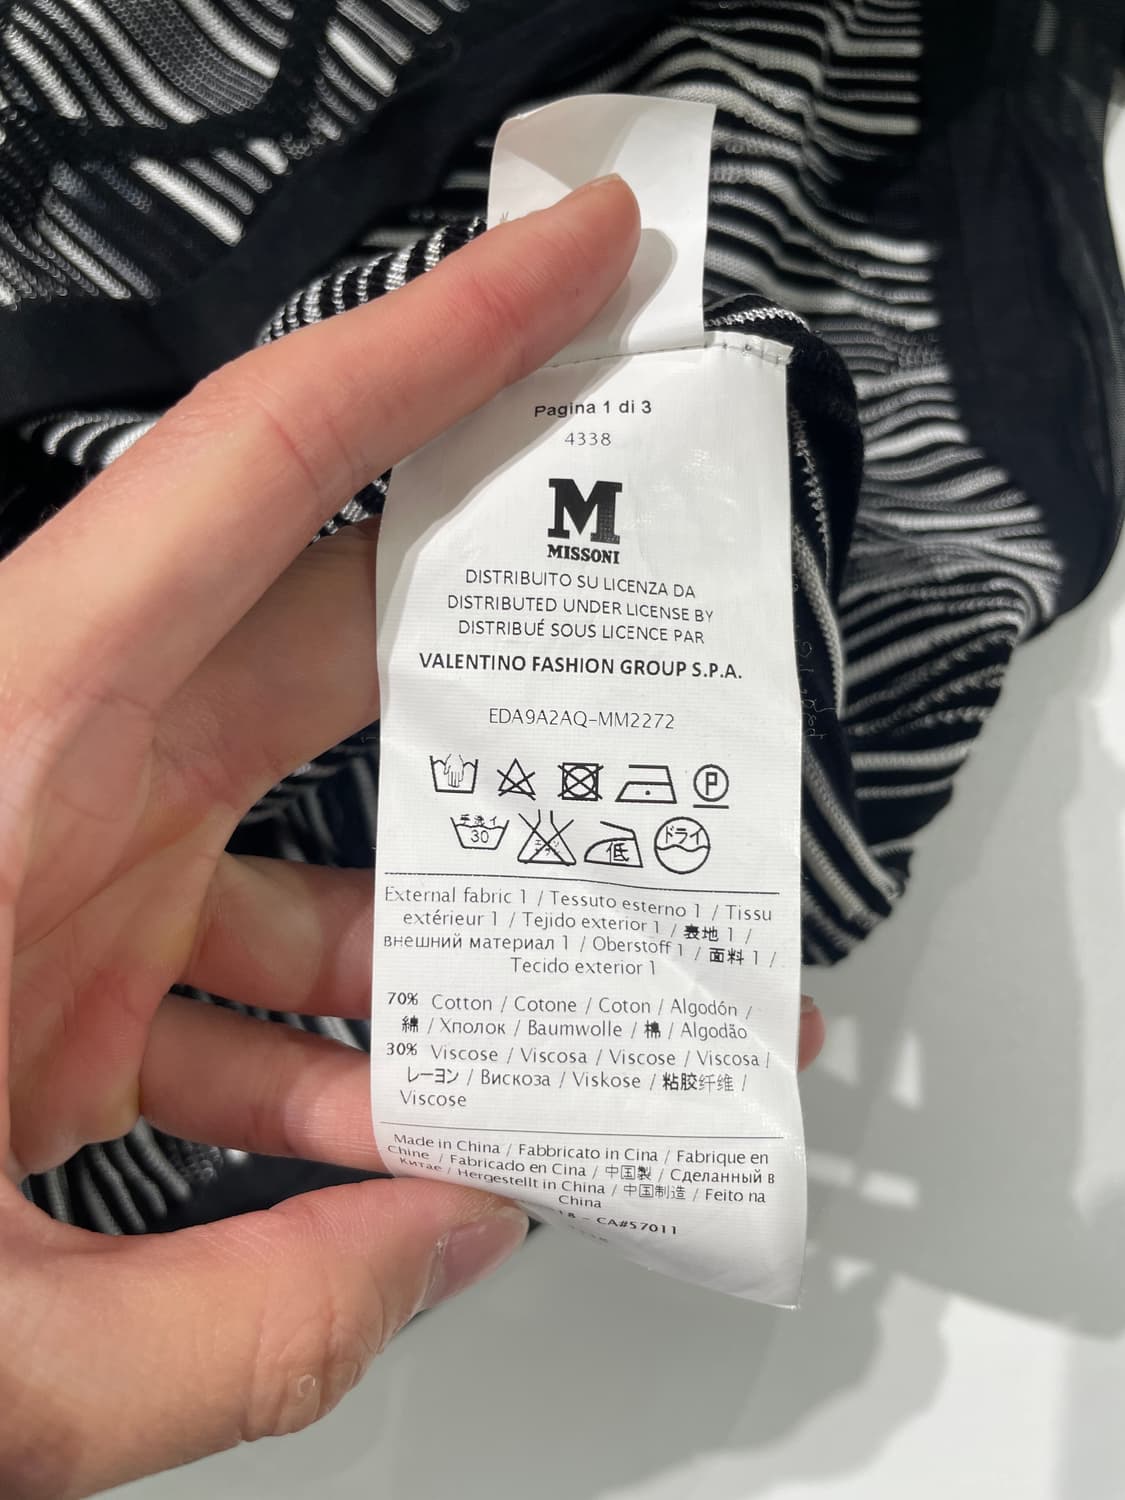 Pagina 1 di 3
4338
M
MISSONI
DISTRIBUITO SU LICENZA DA
DISTRIBUTED UNDER LICENSE BY
DISTRIBUÉ SOUS LICENCE PAR
VALENTINO FASHION GROUP S.P.A.
EDA9A2AQ-MM2272
P
手洗イ
30
低
ドライ
External fabric 1 / Tessuto esterno 1 / Tissu
extérieur 1 / Tejido exterior 1 / 表地 1 /
внешний материал 1 / Oberstoff 1 / 面料 1 /
Tecido exterior 1
70% Cotton / Cotone / Coton / Algodón /
綿 / Хполок / Baumwolle / 棉 / Algodão
30% Viscose / Viscosa / Viscose / Viscosa /
レーヨン / Вискоза / Viskose / 粘胶纤维 /
Viscose
Made in China / Fabbricato in Cina / Fabrique en
Chine / Fabricado en Cina / 中国製 / Сделанный в
Китае / Hergestellt in China / 中国制造 / Feito na
China
18 - CA#57011